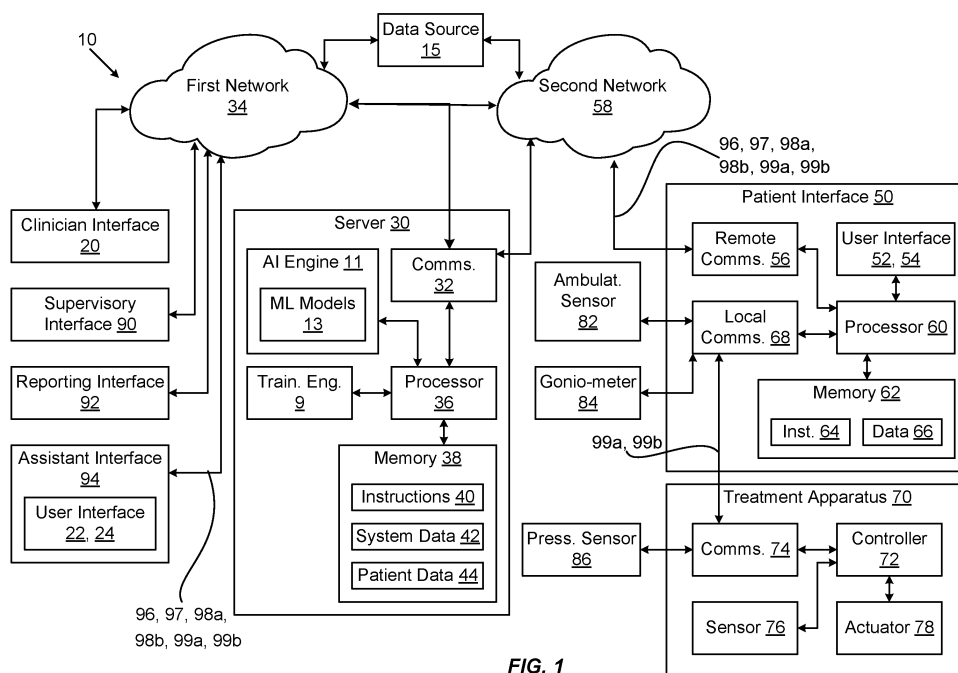 10
Data Source
15
First Network
34
Second Network
58
96, 97, 98a,
98b, 99a, 99b
Clinician Interface
20
Supervisory
Interface 90
Reporting Interface
92
Assistant Interface
94
User Interface
22, 24
96, 97, 98a,
98b, 99a, 99b
Server 30
AI Engine 11
ML Models
13
Comms.
32
Train. Eng.
9
Processor
36
Memory 38
Instructions 40
System Data 42
Patient Data 44
Ambulat.
Sensor
82
Gonio-meter
84
99a, 99b
Press. Sensor
86
Patient Interface 50
Remote
Comms. 56
User Interface
52, 54
Local
Comms. 68
Processor 60
Memory 62
Inst. 64
Data 66
Treatment Apparatus 70
Comms. 74
Controller
72
Sensor 76
Actuator 78
FIG. 1